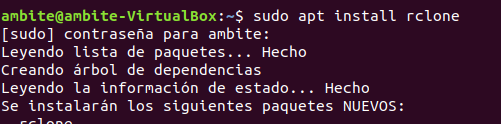 ambite@ambite-VirtualBox:~$ sudo apt install rclone
[sudo] contraseña para ambite:
Leyendo lista de paquetes... Hecho
Creando árbol de dependencias
Leyendo la información de estado... Hecho
Se instalarán los siguientes paquetes NUEVOS:
rclone